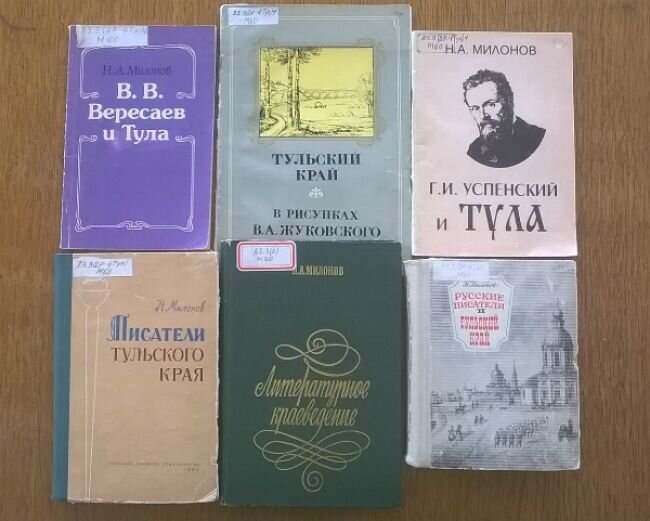 Н.А. Милонов
В. В.
Вересаев
и Тула
ТУЛЬСКИЙ
КРАЙ
В РИСУНКАХ
В.А. ЖУКОВСКОГО
Н.А. МИЛОНОВ
Г.И. УСПЕНСКИЙ
и ТУЛА
Н. Милонов
Писатели
ТУЛЬСКОГО
КРАЯ
Н.А. МИЛОНОВ
Литературное
краеведение
Н. Милонов
РУССКИЕ
ПИСАТЕЛИ
И
ТУЛЬСКИЙ
КРАЙ